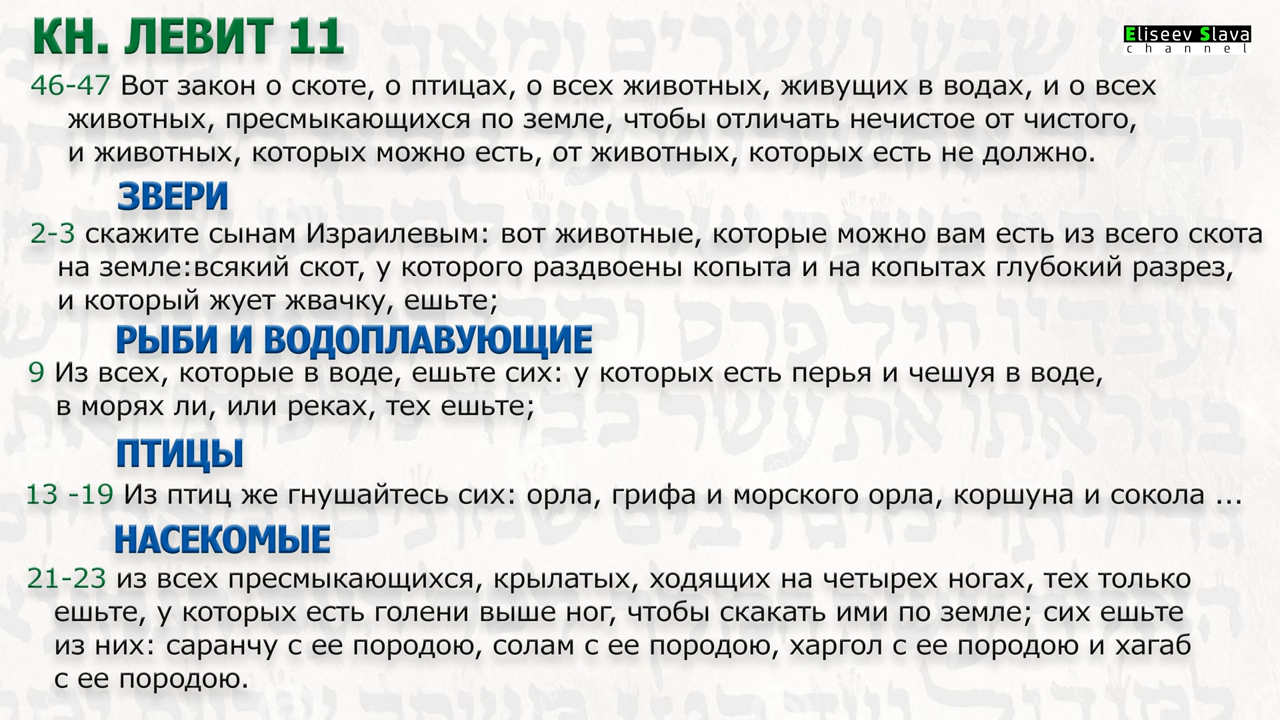 КН. ЛЕВИТ 11
Eliseev Slava
channel
46-47 Вот закон о скоте, о птицах, о всех животных, живущих в водах, и о всех
животных, пресмыкающихся по земле, чтобы отличать нечистое от чистого,
и животных, которых можно есть, от животных, которых есть не должно.
ЗВЕРИ
2-3 скажите сынам Израилевым: вот животные, которые можно вам есть из всего скота
на земле:всякий скот, у которого раздвоены копыта и на копытах глубокий разрез,
и который жует жвачку, ешьте;
РЫБИ И ВОДОПЛАВУЮЩИЕ
9 Из всех, которые в воде, ешьте сих: у которых есть перья и чешуя в воде,
в морях ли, или реках, тех ешьте;
ПТИЦЫ
13 -19 Из птиц же гнушайтесь сих: орла, грифа и морского орла, коршуна и сокола ...
НАСЕКОМЫЕ
21-23 из всех пресмыкающихся, крылатых, ходящих на четырех ногах, тех только
ешьте, у которых есть голени выше ног, чтобы скакать ими по земле; сих ешьте
из них: саранчу с ее породою, солам с ее породою, харгол с ее породою и хагаб
с ее породою.